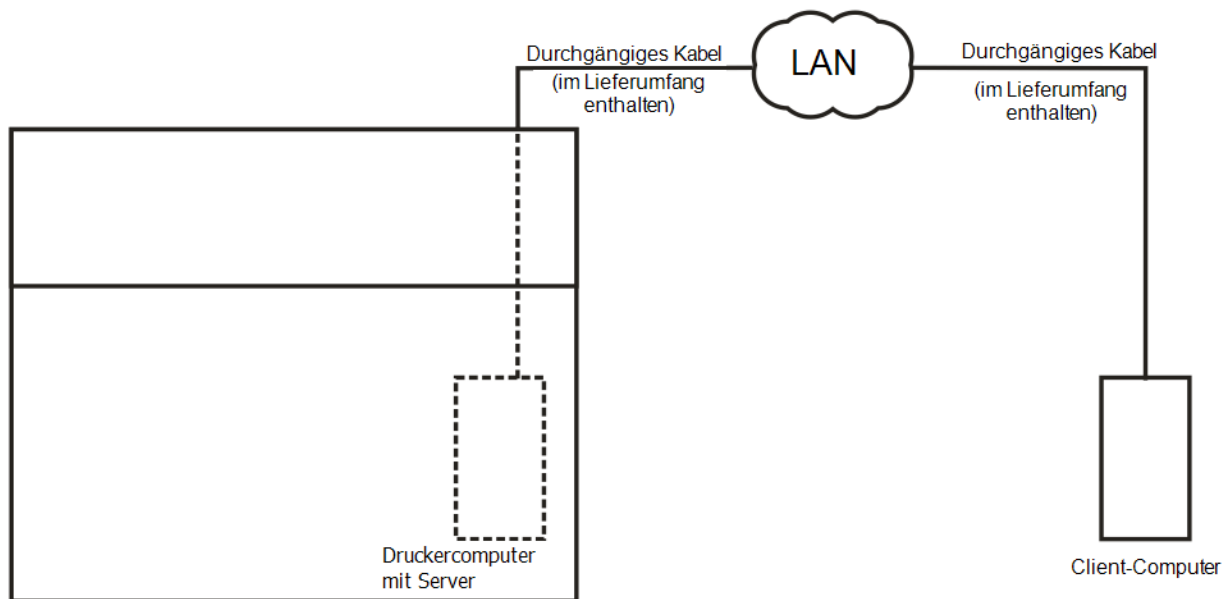 Durchgängiges Kabel
(im Lieferumfang
enthalten)
LAN
Durchgängiges Kabel
(im Lieferumfang
enthalten)
Druckercomputer
mit Server
Client-Computer